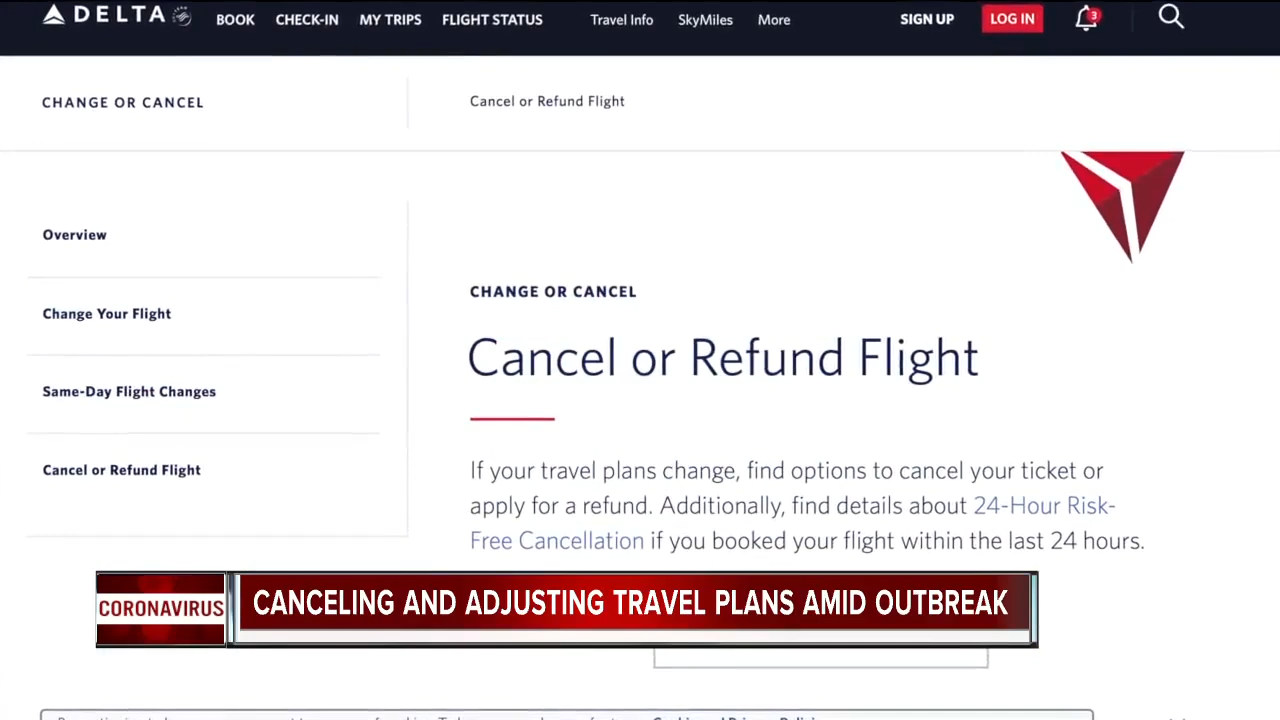 DELTA BOOK CHECK-IN MY TRIPS FLIGHT STATUS Travel Info SkyMiles More SIGN UP LOG IN 3
CHANGE OR CANCEL
Cancel or Refund Flight
Overview
Change Your Flight
Same-Day Flight Changes
Cancel or Refund Flight
CHANGE OR CANCEL
Cancel or Refund Flight
If your travel plans change, find options to cancel your ticket or
apply for a refund. Additionally, find details about 24-Hour Risk-
Free Cancellation if you booked your flight within the last 24 hours.
CORONAVIRUS
CANCELING AND ADJUSTING TRAVEL PLANS AMID OUTBREAK